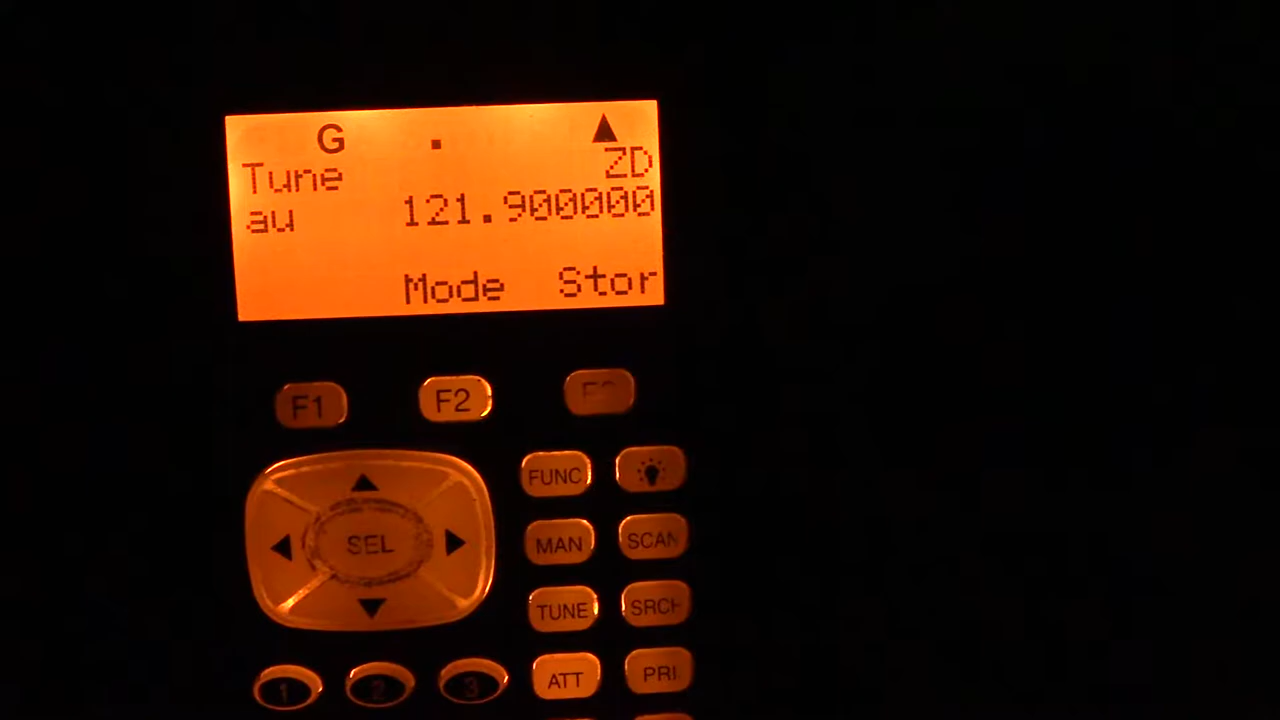 G .
Tune ZD
au 121.900000
Mode Stor
F1 F2
FUNC
SEL MAN SCAN
TUNE SRCH
1 2 3 ATT PRI